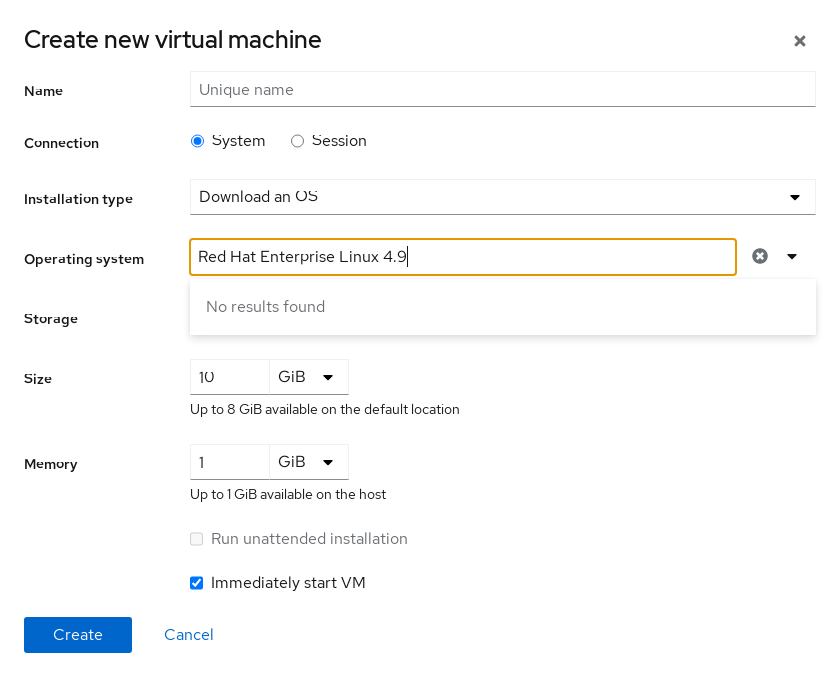 Create new virtual machine
Name
Unique name
Connection
System
Session
Installation type
Download an OS
Operating system
Red Hat Enterprise Linux 4.9
No results found
Storage
Size
10
GiB
Up to 8 GiB available on the default location
Memory
1
GiB
Up to 1 GiB available on the host
Run unattended installation
Immediately start VM
Create
Cancel